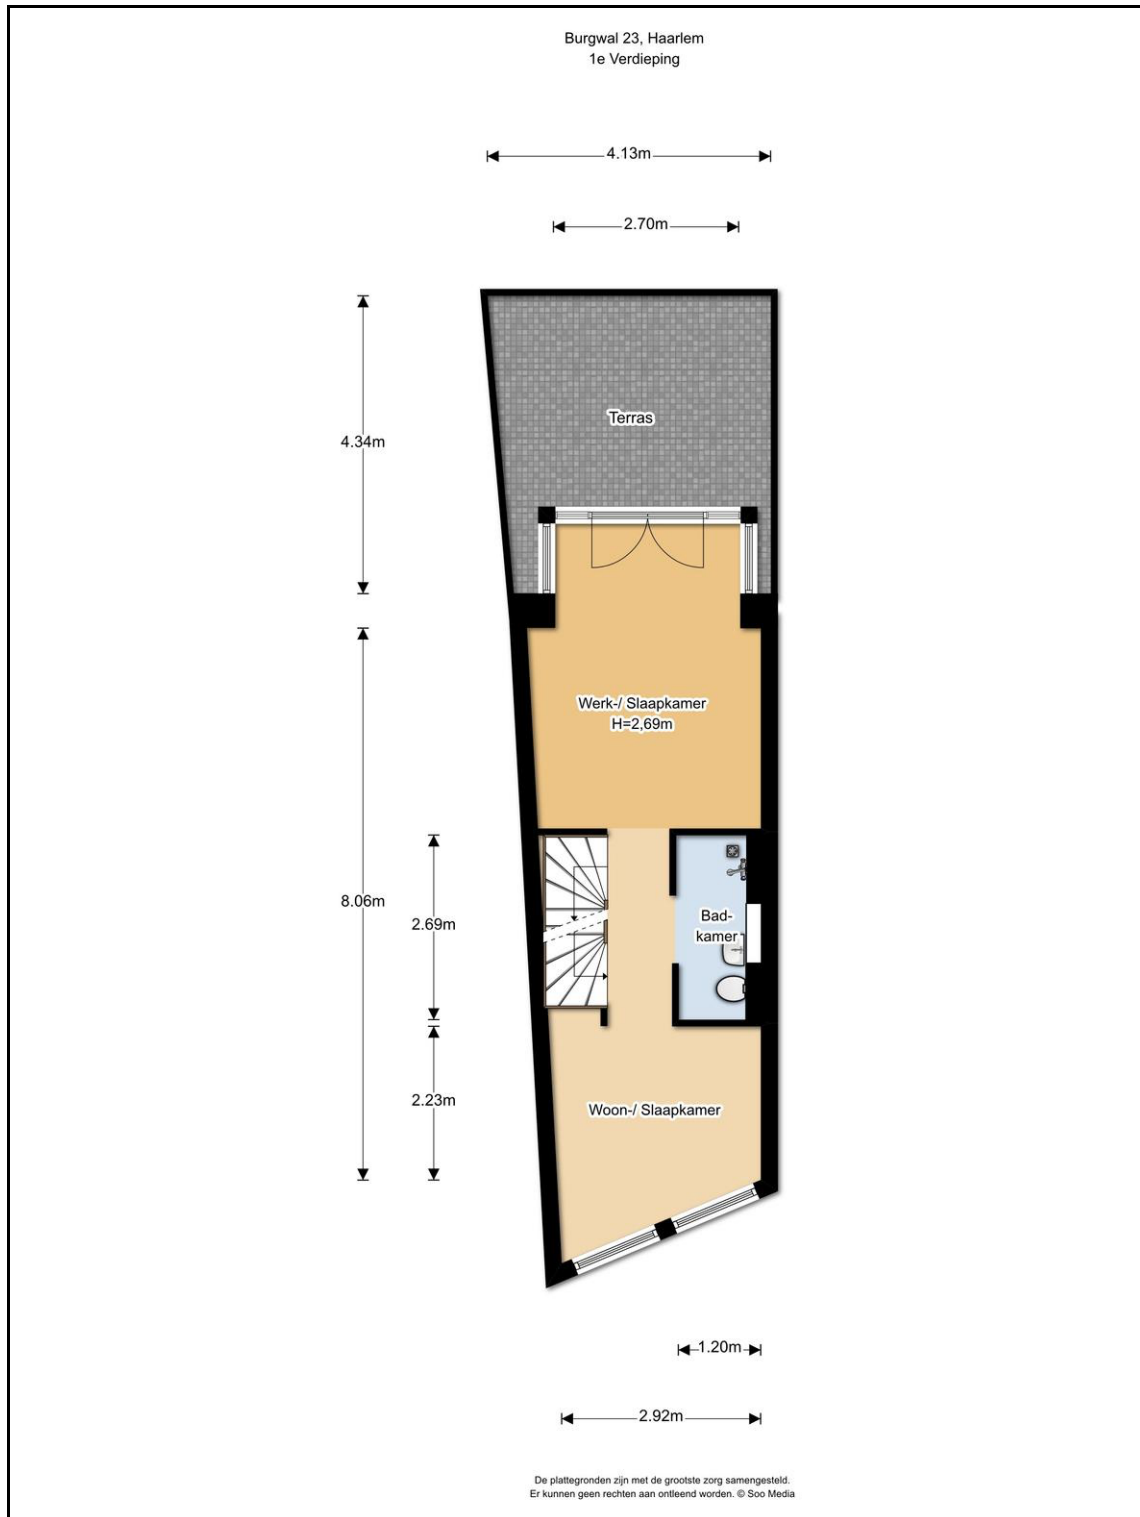 Burgwal 23, Haarlem
1e Verdieping
4.13m
2.70m
Terras
4.34m
Werk-/ Slaapkamer
H=2,69m
8.06m
2.69m
Bad-
kamer
2.23m
Woon-/ Slaapkamer
1.20m
2.92m
De plattegronden zijn met de grootste zorg samengesteld.
Er kunnen geen rechten aan ontleend worden. © Soo Media